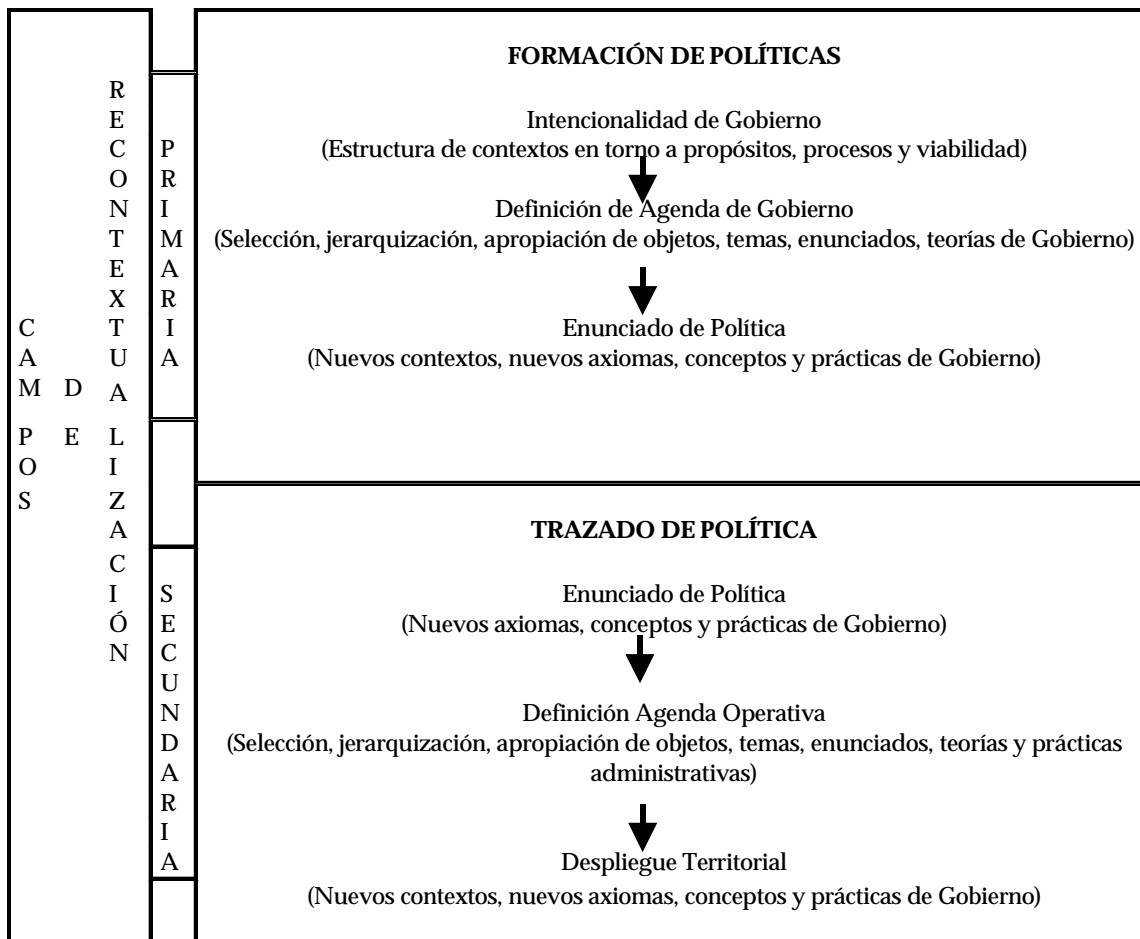 CAMPOS
DE
RECONTEXTUALIZACIÓN
PRIMARIA
FORMACIÓN DE POLÍTICAS
Intencionalidad de Gobierno
(Estructura de contextos en torno a propósitos, procesos y viabilidad)
Definición de Agenda de Gobierno
(Selección, jerarquización, apropiación de objetos, temas, enunciados, teorías de Gobierno)
Enunciado de Política
(Nuevos contextos, nuevos axiomas, conceptos y prácticas de Gobierno)
SECUNDARIA
TRAZADO DE POLÍTICA
Enunciado de Política
(Nuevos axiomas, conceptos y prácticas de Gobierno)
Definición Agenda Operativa
(Selección, jerarquización, apropiación de objetos, temas, enunciados, teorías y prácticas
administrativas)
Despliegue Territorial
(Nuevos contextos, nuevos axiomas, conceptos y prácticas de Gobierno)